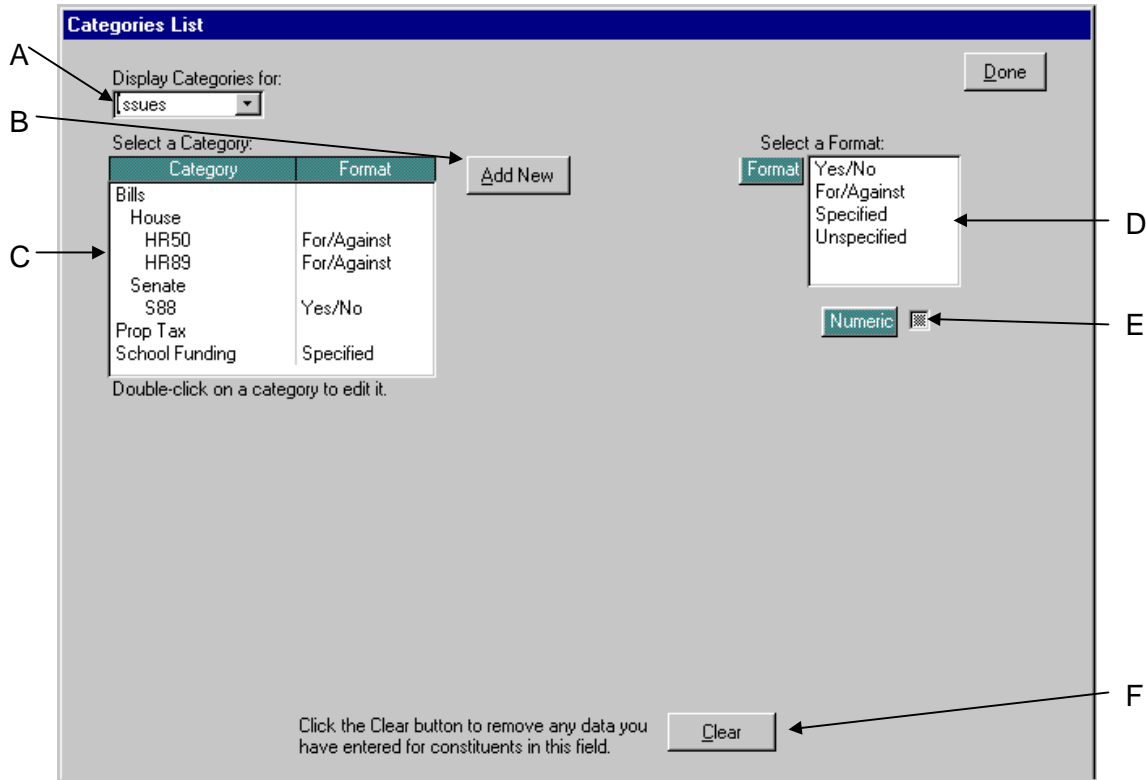 Categories List
A
Display Categories for:
Issues
Done
B
Select a Category:
Category Format
Add New
Select a Format:
Format
Yes/No
For/Against
Specified
Unspecified
D
C
Bills
House
HR50 For/Against
HR89 For/Against
Senate
S88 Yes/No
Prop Tax
School Funding Specified
Numeric
E
Double-click on a category to edit it.
F
Click the Clear button to remove any data you
have entered for constituents in this field.
Clear